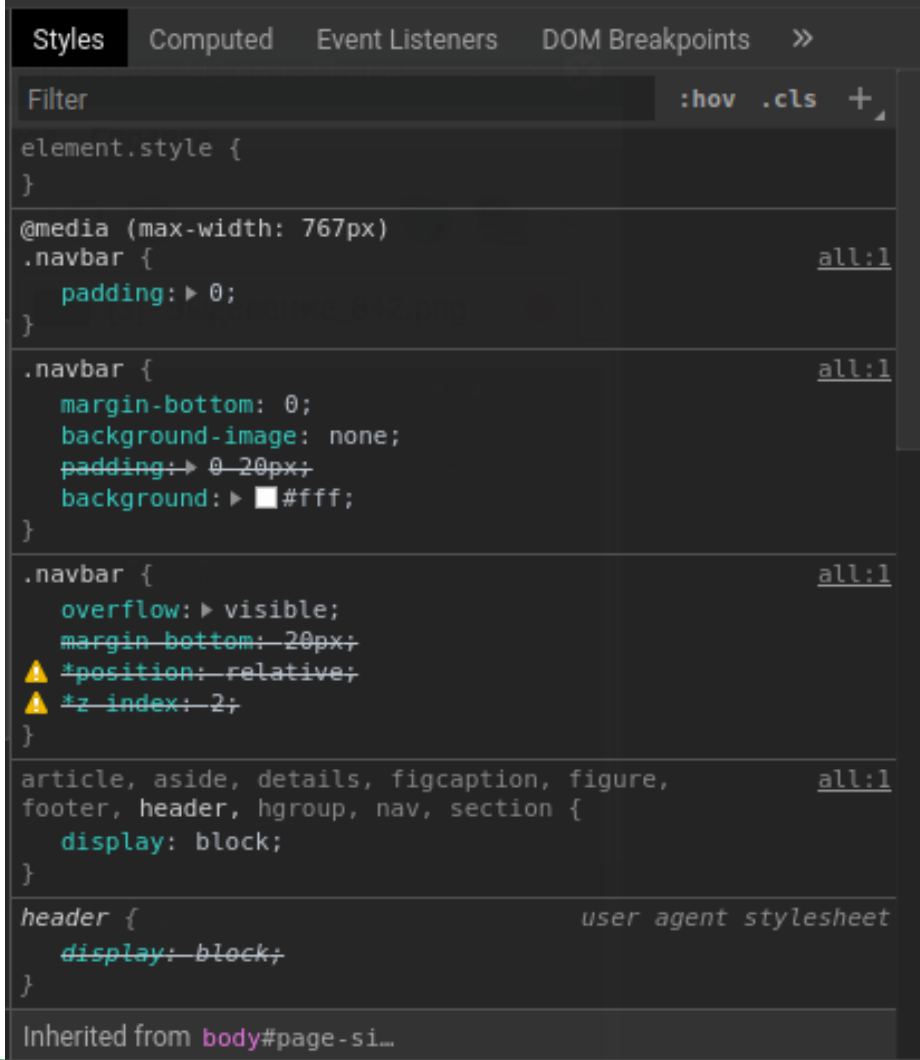 Styles Computed Event Listeners DOM Breakpoints »
Filter :hov .cls +
element.style {
}
@media (max-width: 767px)
.navbar { all:1
padding: 0;
}
.navbar { all:1
margin-bottom: 0;
background-image: none;
padding: 0 20px;
background: #fff;
}
.navbar { all:1
overflow: visible;
margin-bottom: 20px;
*position: relative;
*z-index: 2;
}
article, aside, details, figcaption, figure, all:1
footer, header, hgroup, nav, section {
display: block;
}
header { user agent stylesheet
display: block;
}
Inherited from body#page-si…